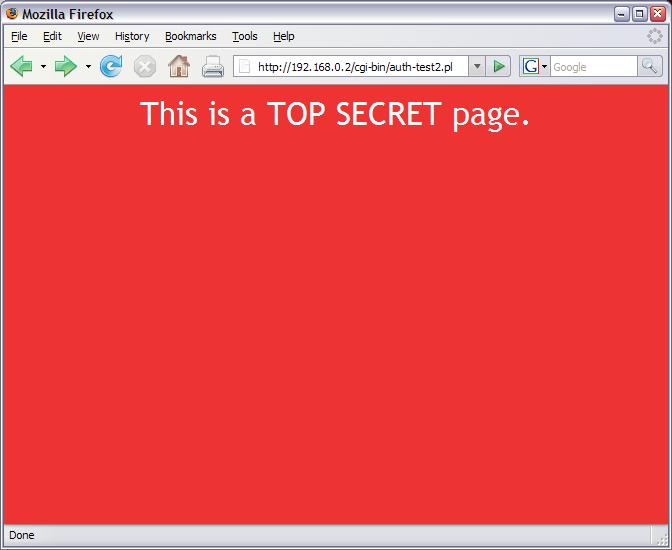 Mozilla Firefox
File Edit View History Bookmarks Tools Help
http://192.168.0.2/cgi-bin/auth-test2.pl G Google
This is a TOP SECRET page.
Done